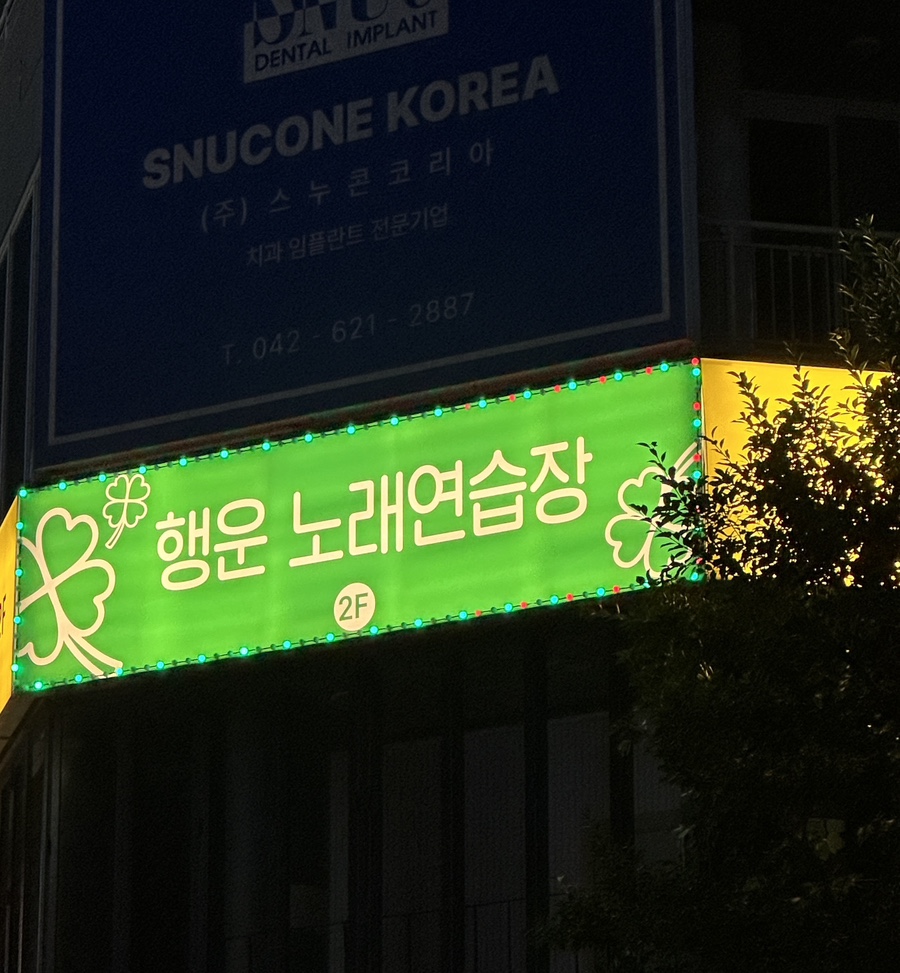 DENTAL IMPLANT
SNUCONE KOREA
(주) 스누콘코리아
치과 임플란트 전문기업
T. 042 - 621 - 2887
행운 노래연습장
2F